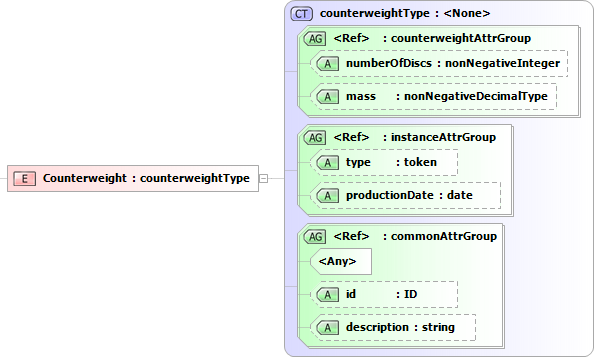 CT counterweightType : <None>
AG <Ref> : counterweightAttrGroup
A numberOfDiscs : nonNegativeInteger
A mass : nonNegativeDecimalType
AG <Ref> : instanceAttrGroup
A type : token
E Counterweight : counterweightType
A productionDate : date
AG <Ref> : commonAttrGroup
<Any>
A id : ID
A description : string